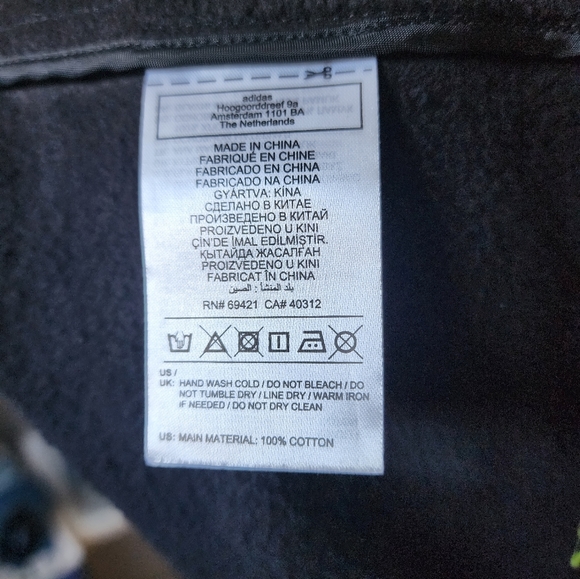 adidas
Hoogoorddreef 9a
Amsterdam 1101 BA
The Netherlands
MADE IN CHINA
FABRIQUÉ EN CHINE
FABRICADO EN CHINA
FABRICADO NA CHINA
GYÁRTVA: KÍNA
СДЕЛАНО В КИТАЕ
ПРОИЗВЕДЕНО В КИТАЙ
PROIZVEDENO U KINI
ÇİN'DE İMAL EDİLMİŞTİR.
ҚЫТАЙДА ЖАСАЛҒАН
PROIZVEDENO U KINI
FABRICAT ÎN CHINA
بلد المنشأ : الصين
RN# 69421 CA# 40312
US /
UK: HAND WASH COLD / DO NOT BLEACH / DO
NOT TUMBLE DRY / LINE DRY / WARM IRON
IF NEEDED / DO NOT DRY CLEAN
US: MAIN MATERIAL: 100% COTTON